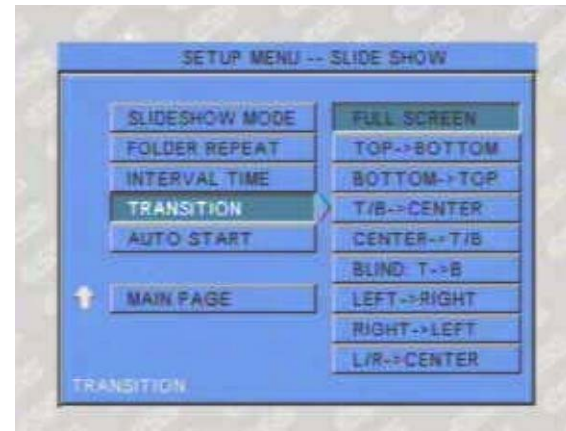 SETUP MENU -- SLIDE SHOW
SLIDESHOW MODE
FOLDER REPEAT
INTERVAL TIME
TRANSITION
AUTO START
MAIN PAGE
FULL SCREEN
TOP->BOTTOM
BOTTOM->TOP
T/B->CENTER
CENTER->T/B
BLIND: T->B
LEFT->RIGHT
RIGHT->LEFT
L/R->CENTER
TRANSITION